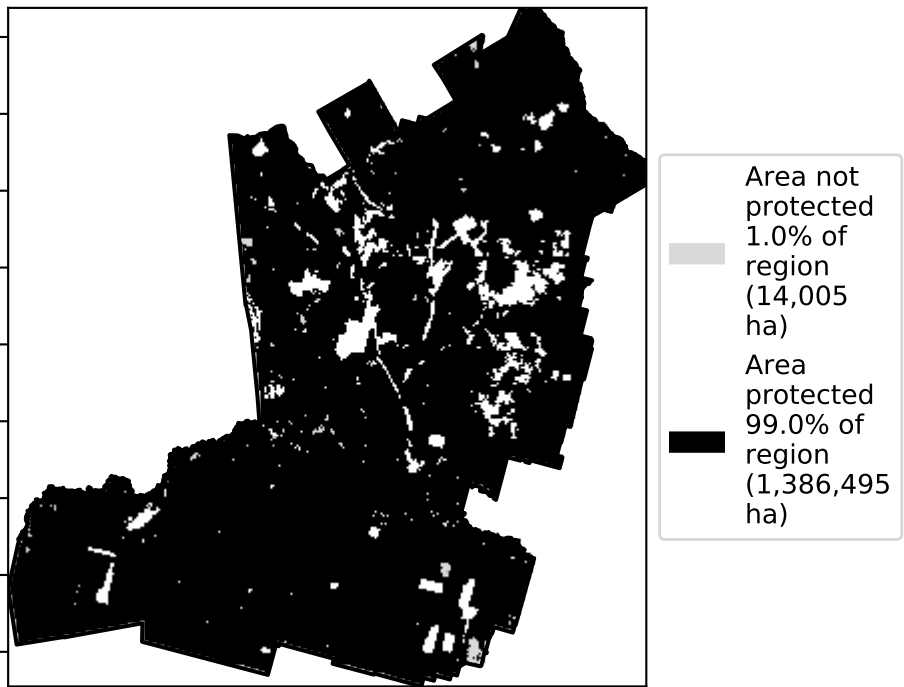 Area not
protected
1.0% of
region
(14,005
ha)
Area
protected
99.0% of
region
(1,386,495
ha)